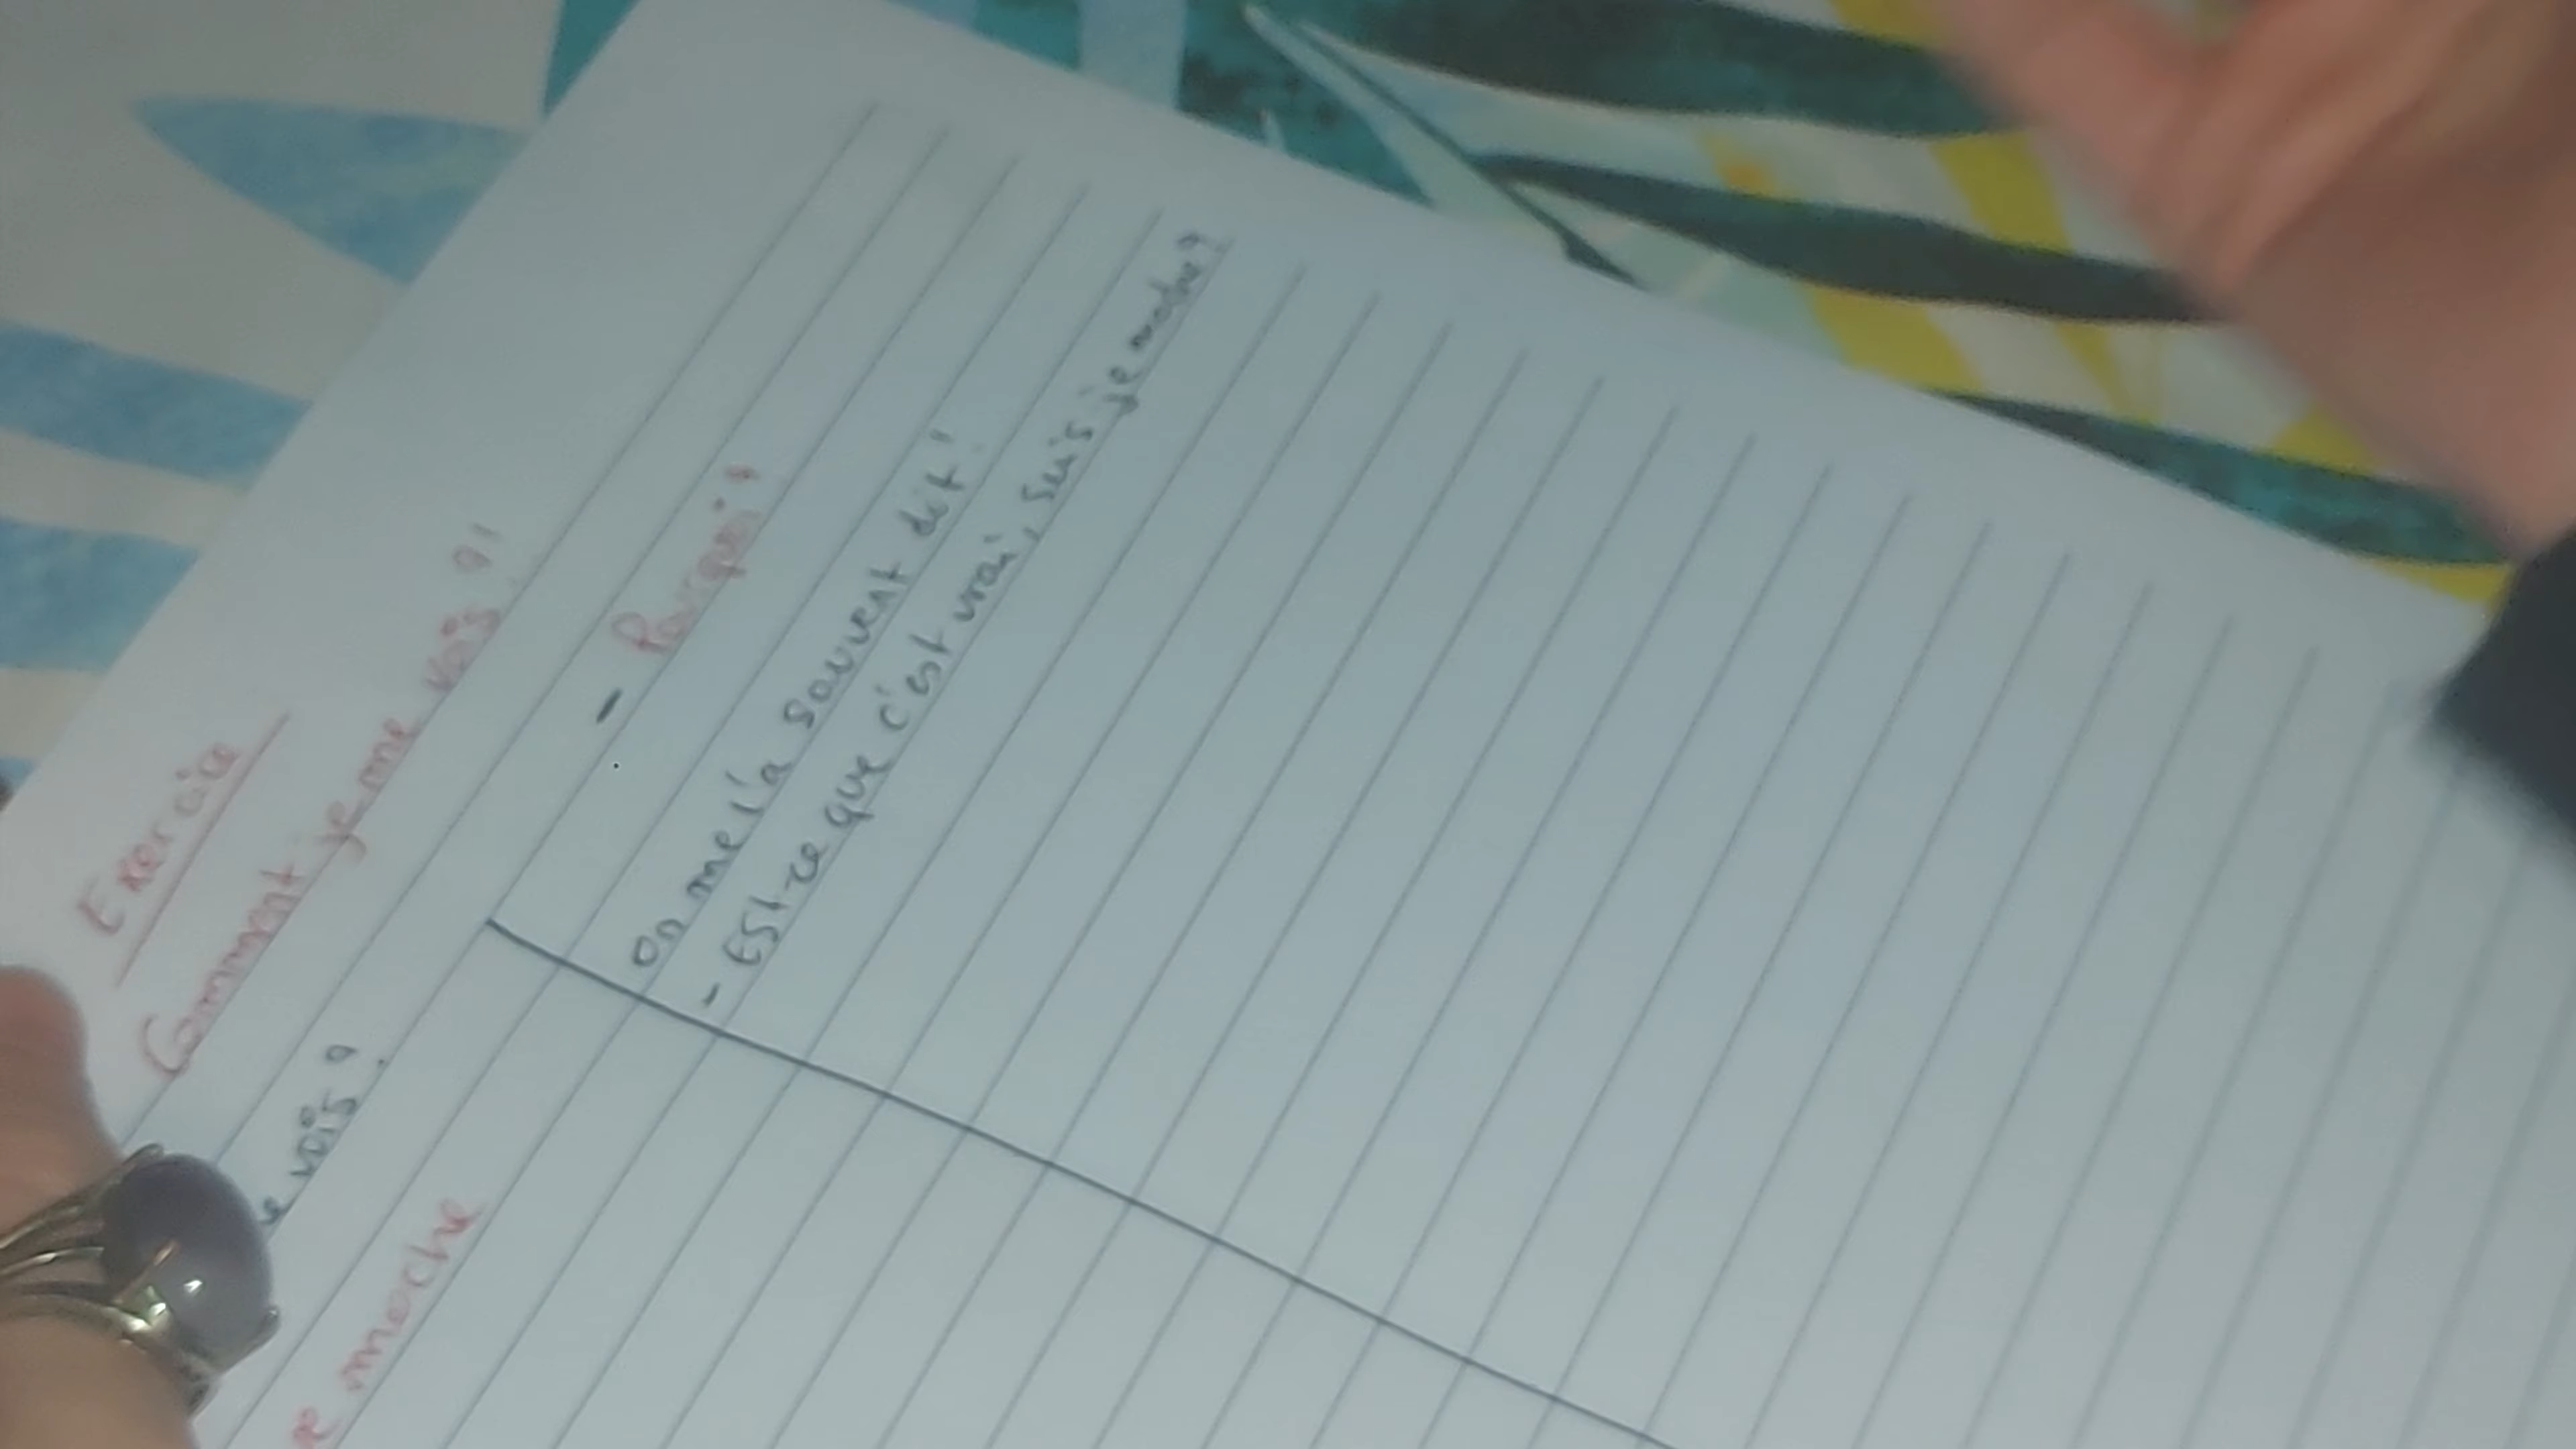 Exercice
Comment je me vois ?!
vois ?
moche
- Pourquoi ?
On me l'a souvent dit !
- Est-ce que c'est vrai, suis je moche ?